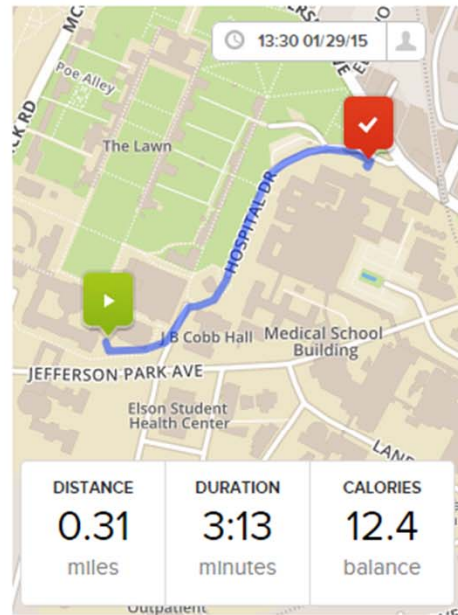 13:30 01/29/15
Poe Alley
The Lawn
HOSPITAL DR
J B Cobb Hall
Medical School
Building
JEFFERSON PARK AVE
Elson Student
Health Center
DISTANCE
DURATION
CALORIES
0.31
3:13
12.4
miles
minutes
balance